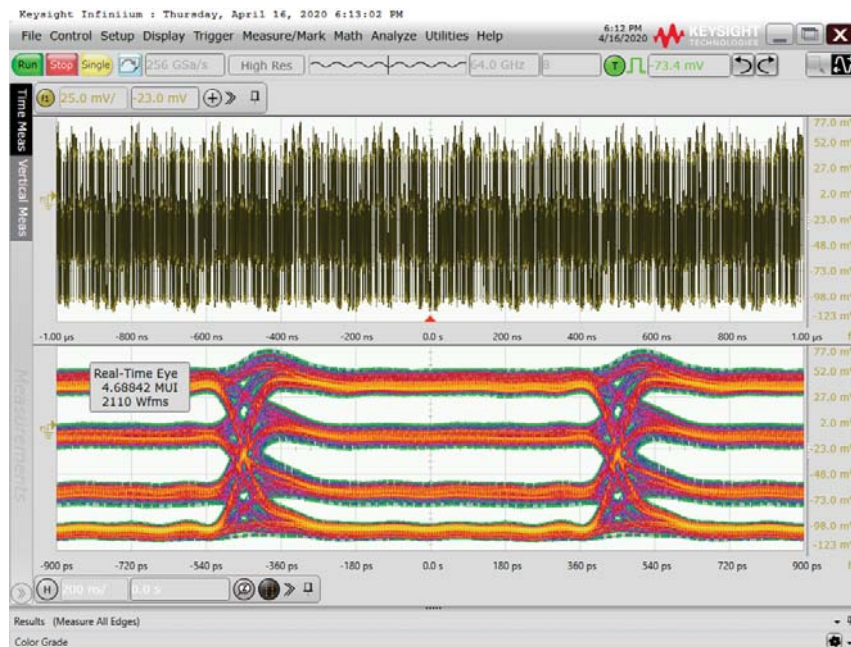 Keysight Infiniium : Thursday, April 16, 2020 6:13:02 PM
File Control Setup Display Trigger Measure/Mark Math Analyze Utilities Help
6:12 PM
4/16/2020
KEYSIGHT
TECHNOLOGIES
Run Stop Single 256 GSa/s High Res 64.0 GHz 8 T -73.4 mV
Time Meas
Vertical Meas
f1 25.0 mV/ -23.0 mV
77.0 m
52.0 m
27.0 m
2.0 m
-23.0 m
-48.0 m
-73.0 m
-98.0 m
-123 m
-1.00 µs -800 ns -600 ns -400 ns -200 ns 0.0 s 200 ns 400 ns 600 ns 800 ns 1.00 µs
Measurements
Real-Time Eye
4.68842 MUI
2110 Wfms
77.0 m
52.0 m
27.0 m
2.0 m
-23.0 m
-48.0 m
-73.0 m
-98.0 m
-123 m
-900 ps -720 ps -540 ps -360 ps -180 ps 0.0 s 180 ps 360 ps 540 ps 720 ps 900 ps
H 200 ns/ 0.0 s
Results (Measure All Edges)
Color Grade